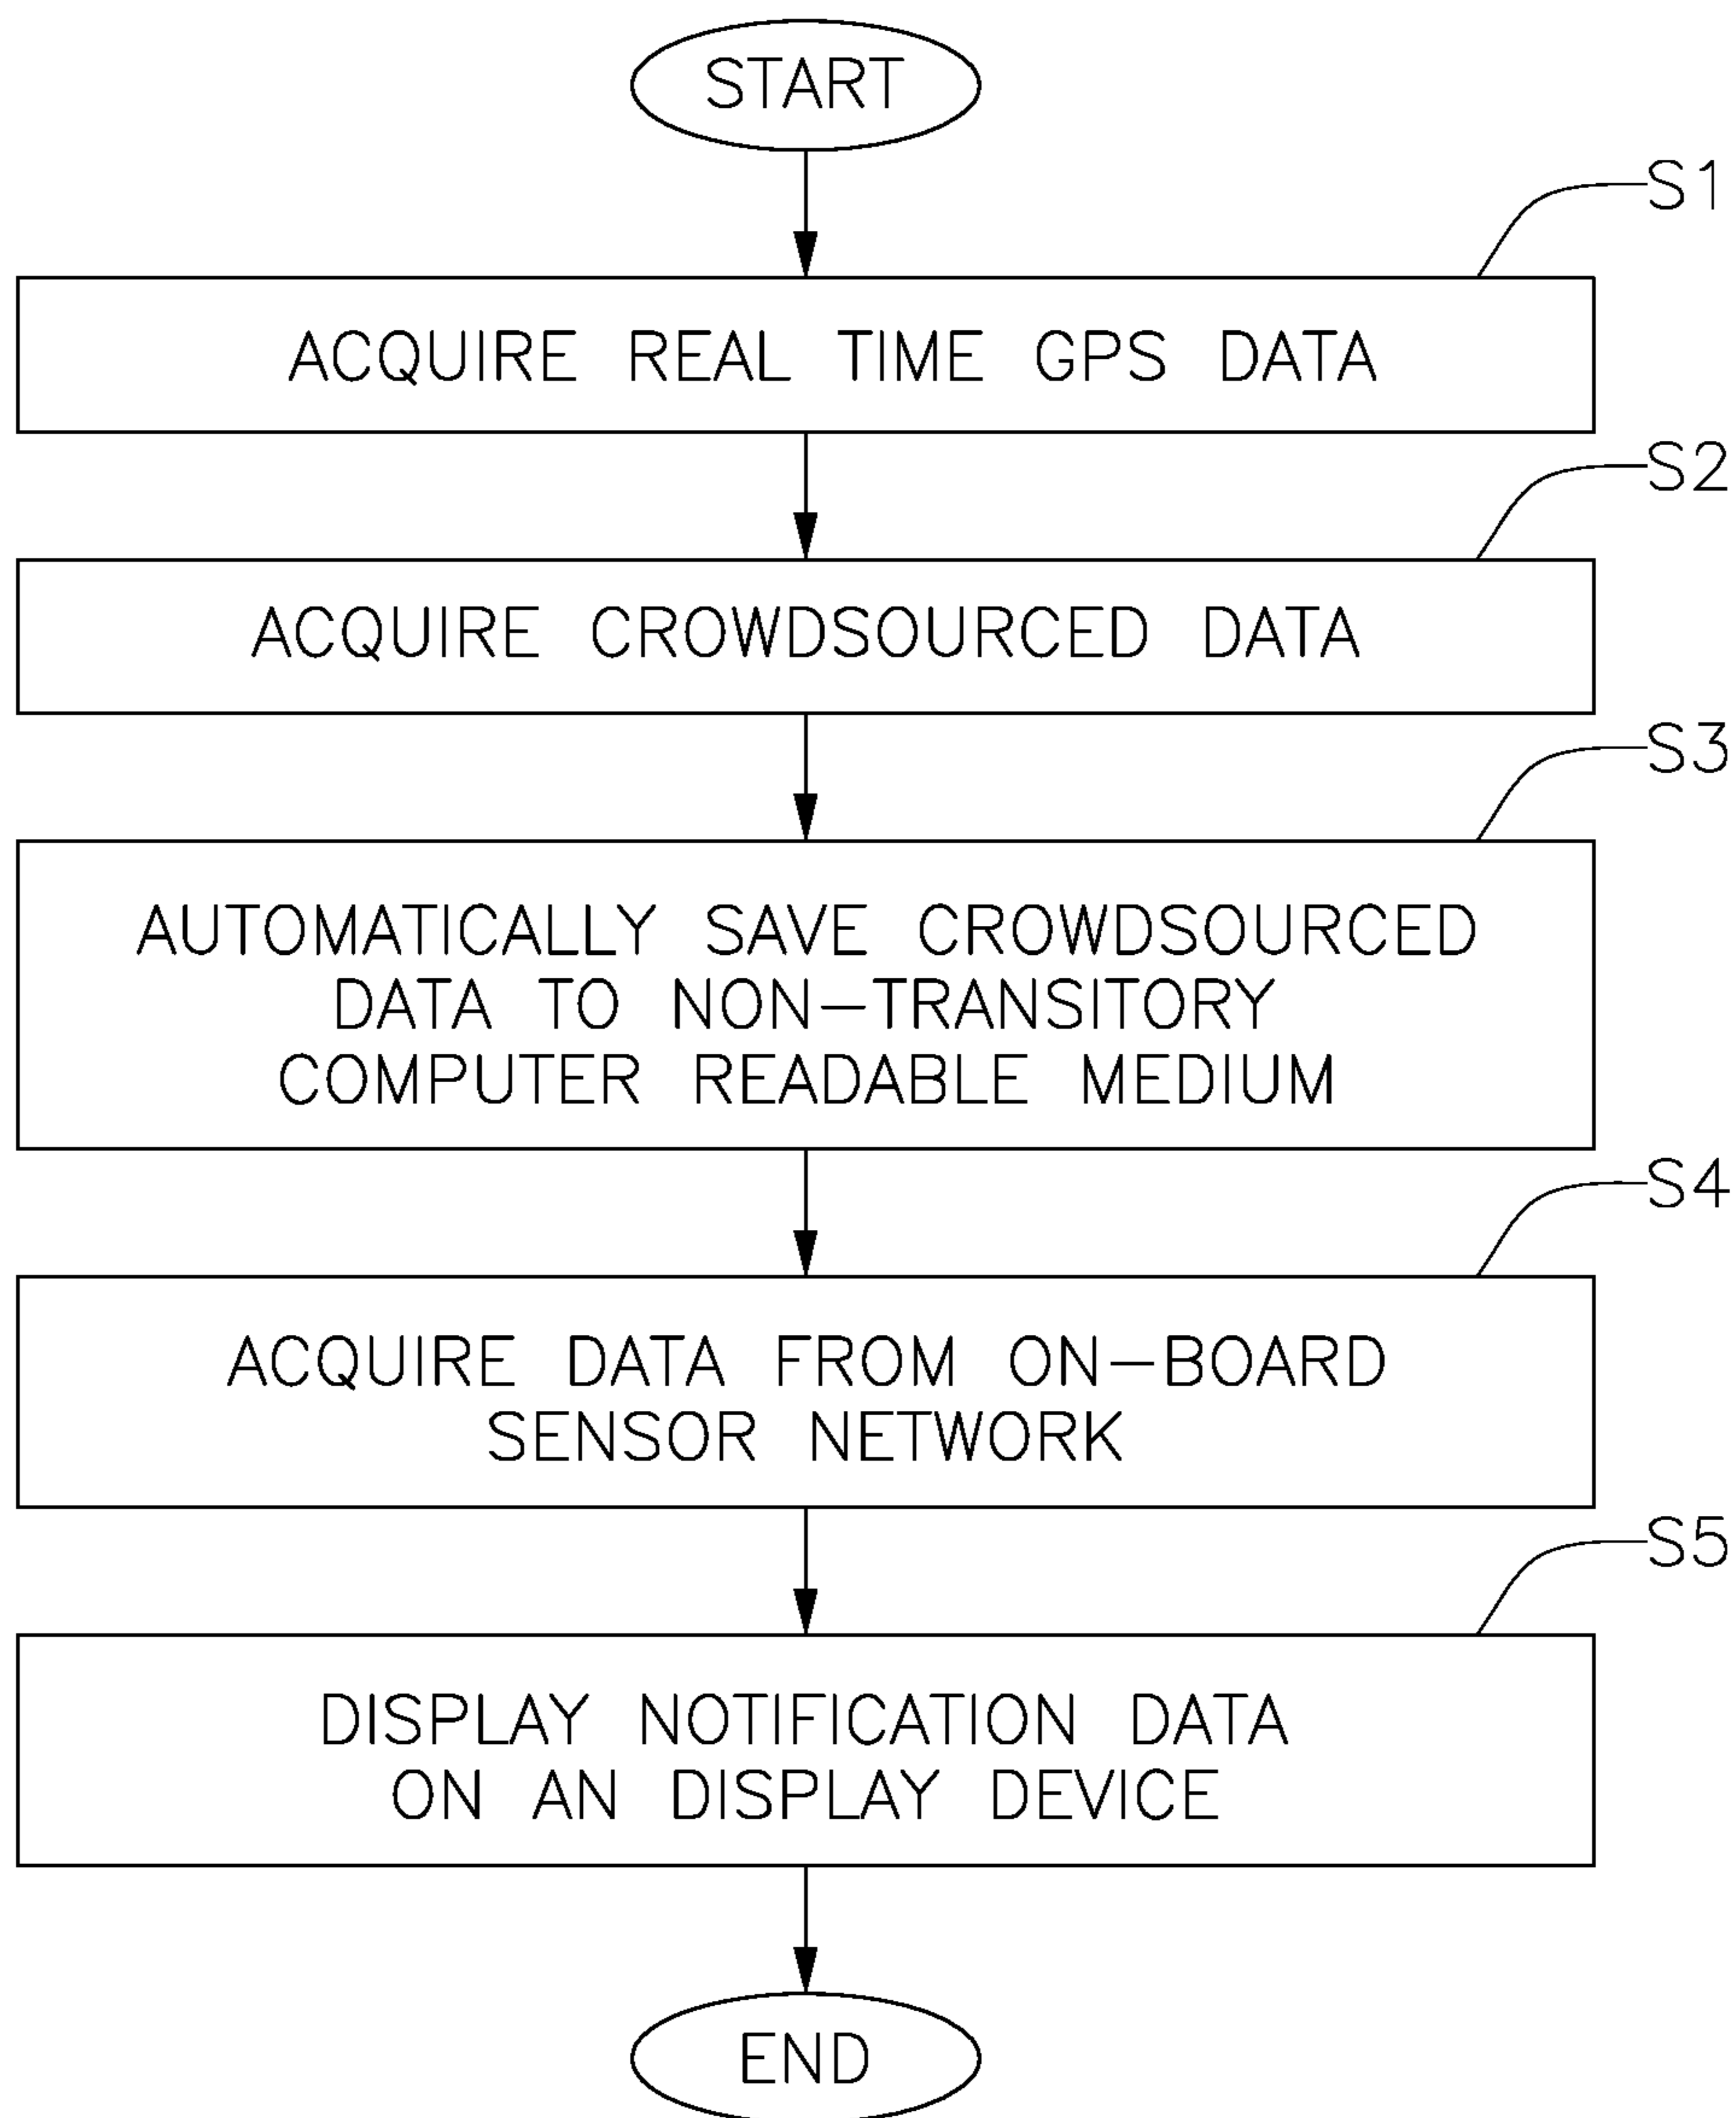 START
S1
ACQUIRE REAL TIME GPS DATA
S2
ACQUIRE CROWDSOURCED DATA
S3
AUTOMATICALLY SAVE CROWDSOURCED
DATA TO NON-TRANSITORY
COMPUTER READABLE MEDIUM
S4
ACQUIRE DATA FROM ON-BOARD
SENSOR NETWORK
S5
DISPLAY NOTIFICATION DATA
ON AN DISPLAY DEVICE
END